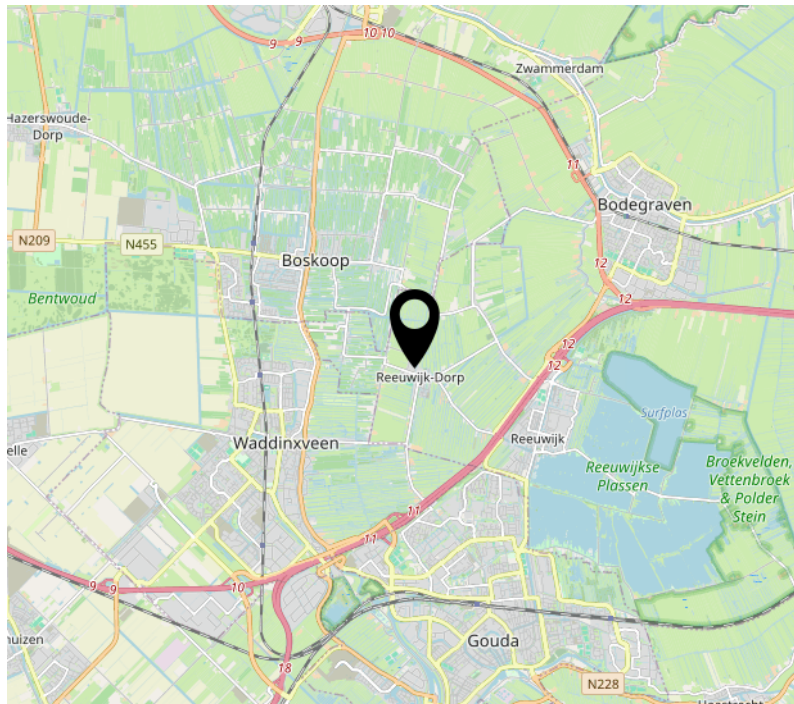 9
9
10
10
Zwammerdam
Hazerswoude-
Dorp
11
Bodegraven
N209
N455
Boskoop
12
Bentwoud
12
12
12
Reeuwijk-Dorp
Surfplas
Waddinxveen
Reeuwijk
elle
Reeuwijkse
Plassen
Broekvelden,
Vettenbroek
& Polder
Stein
11
11
9
9
10
huizen
Gouda
18
N228